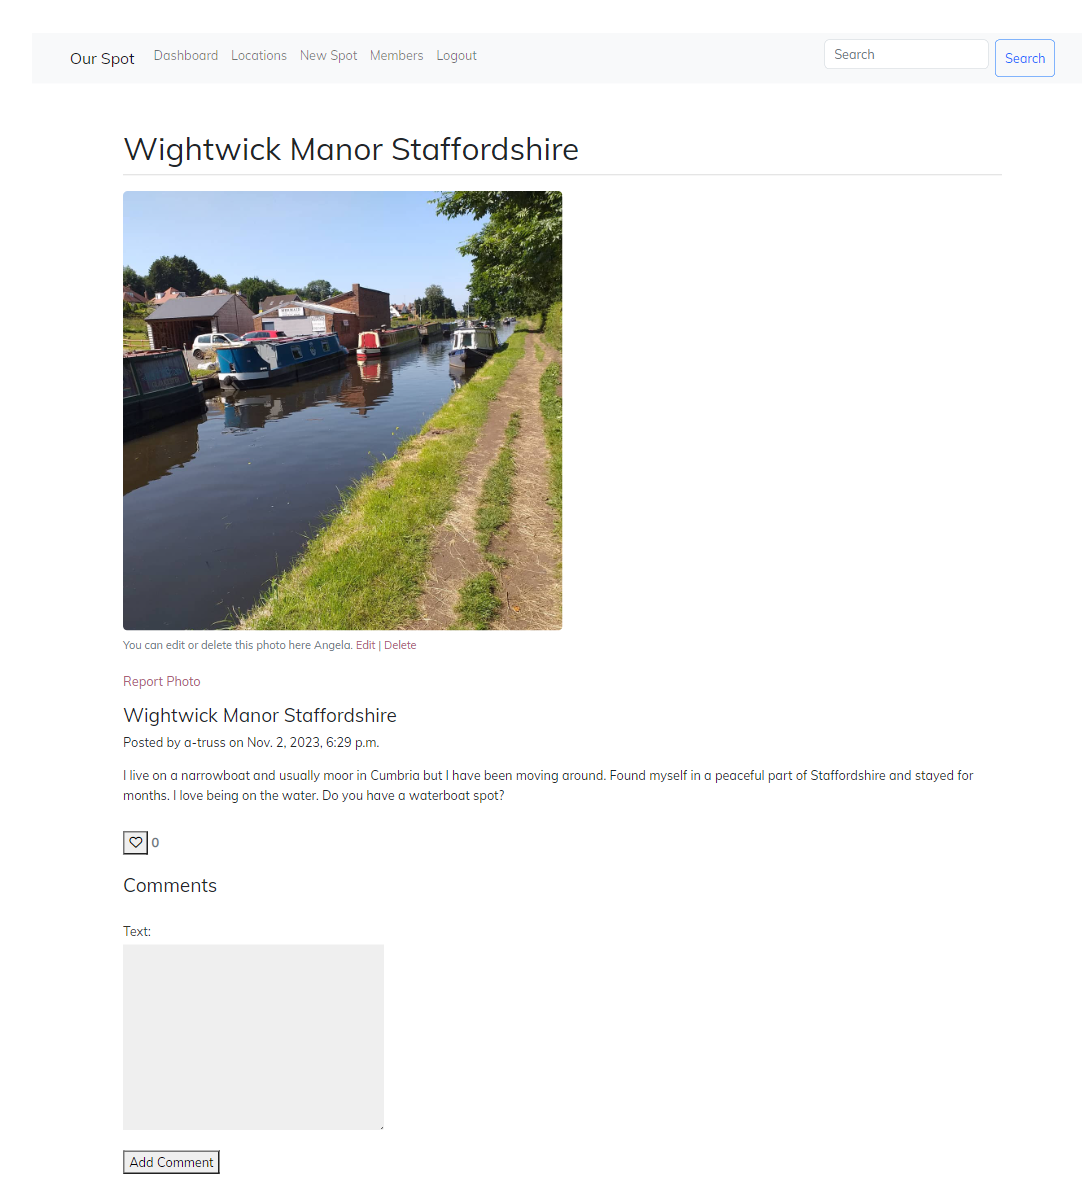 Our Spot Dashboard Locations New Spot Members Logout Search Search
Wightwick Manor Staffordshire
You can edit or delete this photo here Angela. Edit | Delete
Report Photo
Wightwick Manor Staffordshire
Posted by a-truss on Nov. 2, 2023, 6:29 p.m.
I live on a narrowboat and usually moor in Cumbria but I have been moving around. Found myself in a peaceful part of Staffordshire and stayed for
months. I love being on the water. Do you have a waterboat spot?
0
Comments
Text:
Add Comment